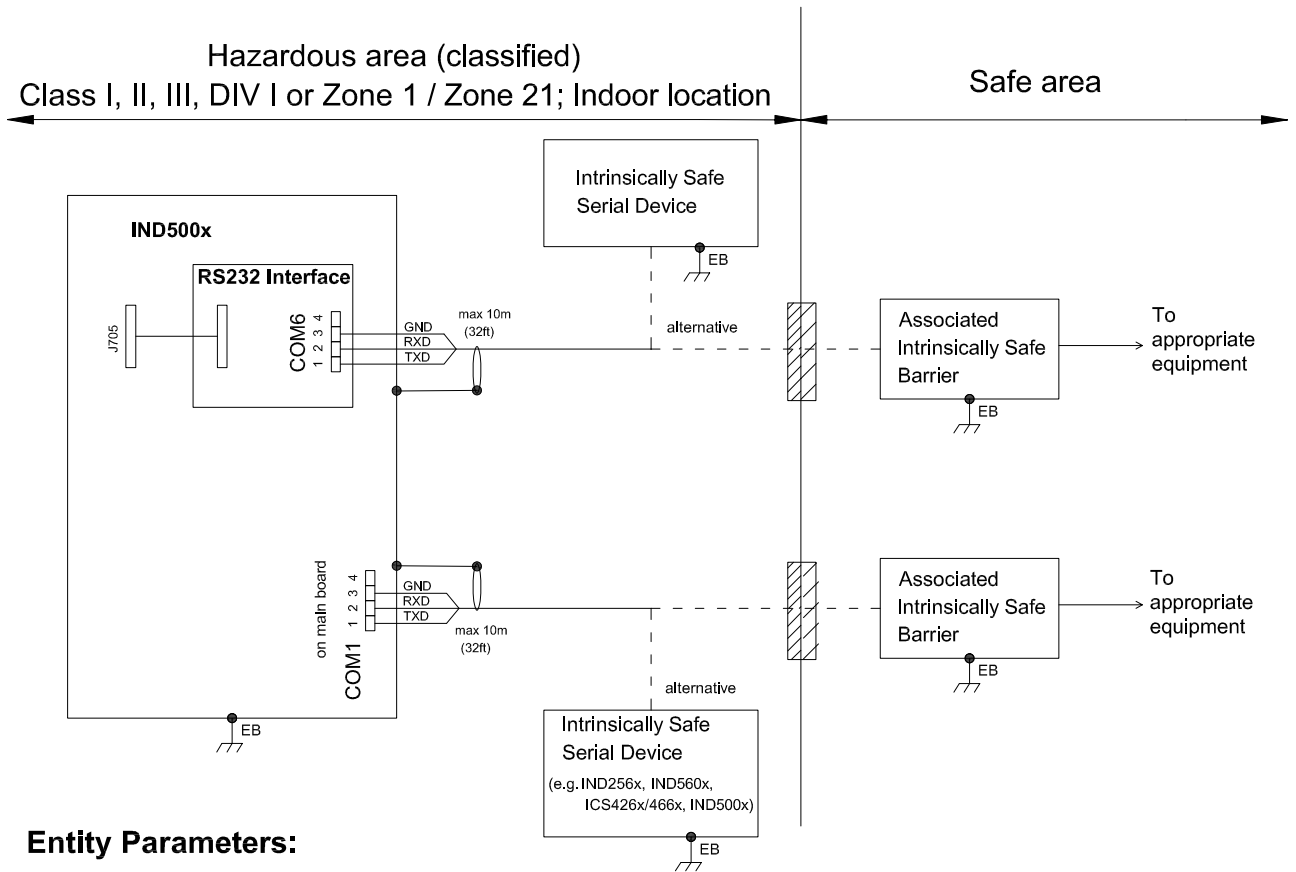 Hazardous area (classified)
Class I, II, III, DIV I or Zone 1 / Zone 21; Indoor location
Safe area
Intrinsically Safe
Serial Device
EB
IND500x
RS232 Interface
J705
COM6
1 2 3 4
GND
RXD
TXD
max 10m
(32ft)
alternative
Associated
Intrinsically Safe
Barrier
EB
To
appropriate
equipment
on main board
COM1
1 2 3 4
GND
RXD
TXD
max 10m
(32ft)
alternative
Associated
Intrinsically Safe
Barrier
EB
To
appropriate
equipment
EB
Intrinsically Safe
Serial Device
(e.g. IND256x, IND560x,
ICS426x/466x, IND500x)
EB
Entity Parameters: